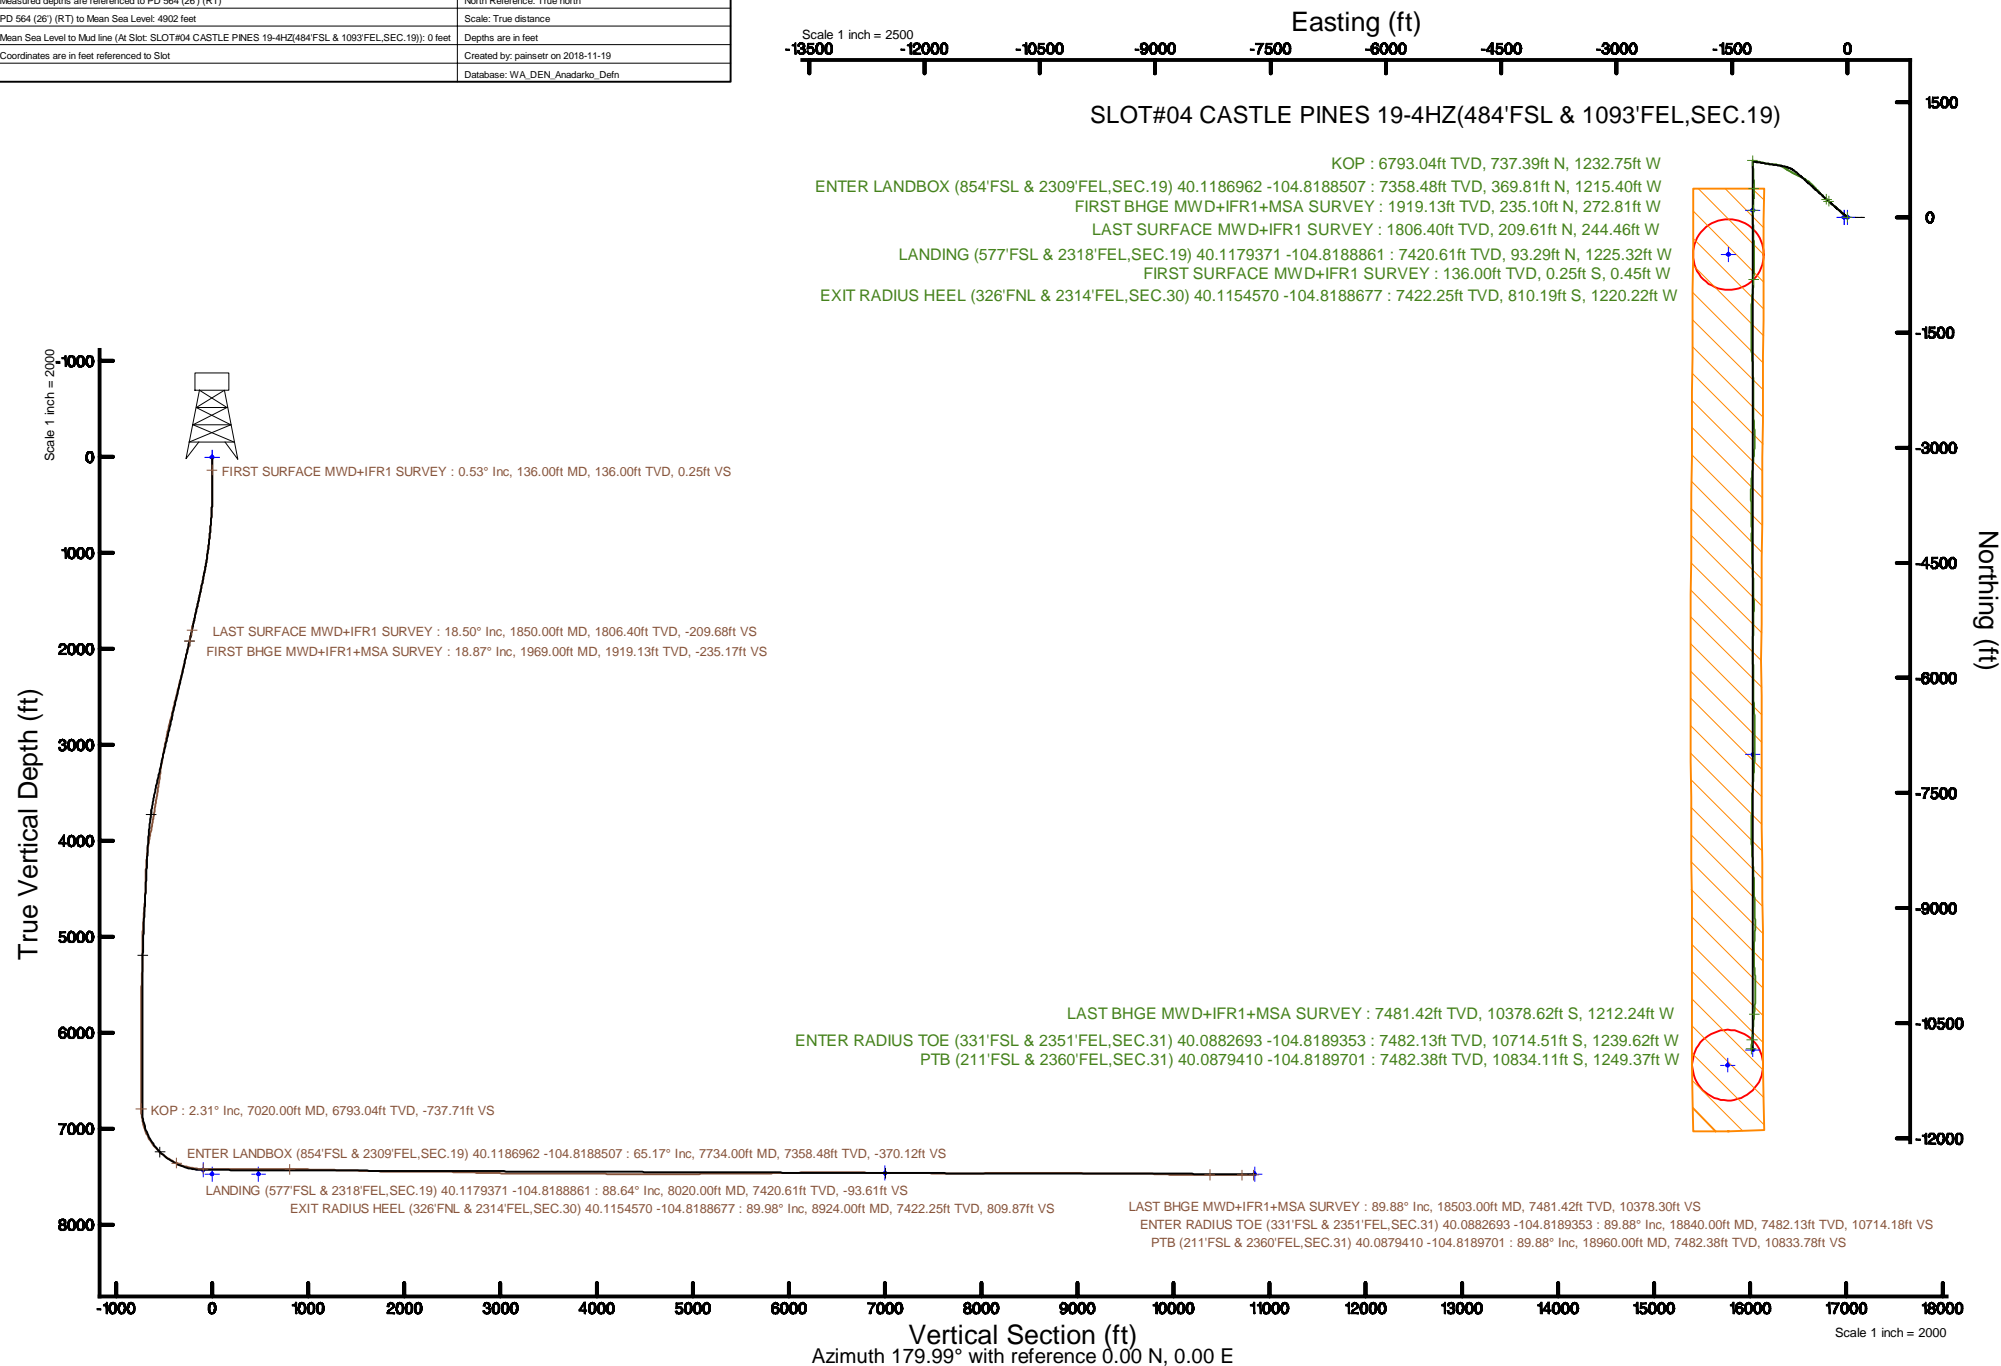 Measured depths are referenced to PD 564 (26') (RT)
North Reference: True north
PD 564 (26') (RT) to Mean Sea Level: 4902 feet
Scale: True distance
Mean Sea Level to Mud line (At Slot: SLOT#04 CASTLE PINES 19-4HZ(484'FSL & 1093'FEL,SEC.19)): 0 feet
Depths are in feet
Coordinates are in feet referenced to Slot
Created by: painsetr on 2018-11-19
Database: WA_DEN_Anadarko_Defn
Easting (ft)
Scale 1 inch = 2500
-13500 -12000 -10500 -9000 -7500 -6000 -4500 -3000 -1500 0
SLOT#04 CASTLE PINES 19-4HZ(484'FSL & 1093'FEL,SEC.19)
KOP : 6793.04ft TVD, 737.39ft N, 1232.75ft W
ENTER LANDBOX (854'FSL & 2309'FEL,SEC.19) 40.1186962 -104.8188507 : 7358.48ft TVD, 369.81ft N, 1215.40ft W
FIRST BHGE MWD+IFR1+MSA SURVEY : 1919.13ft TVD, 235.10ft N, 272.81ft W
LAST SURFACE MWD+IFR1 SURVEY : 1806.40ft TVD, 209.61ft N, 244.46ft W
LANDING (577'FSL & 2318'FEL,SEC.19) 40.1179371 -104.8188861 : 7420.61ft TVD, 93.29ft N, 1225.32ft W
FIRST SURFACE MWD+IFR1 SURVEY : 136.00ft TVD, 0.25ft S, 0.45ft W
EXIT RADIUS HEEL (326'FNL & 2314'FEL,SEC.30) 40.1154570 -104.8188677 : 7422.25ft TVD, 810.19ft S, 1220.22ft W
LAST BHGE MWD+IFR1+MSA SURVEY : 7481.42ft TVD, 10378.62ft S, 1212.24ft W
ENTER RADIUS TOE (331'FSL & 2351'FEL,SEC.31) 40.0882693 -104.8189353 : 7482.13ft TVD, 10714.51ft S, 1239.62ft W
PTB (211'FSL & 2360'FEL,SEC.31) 40.0879410 -104.8189701 : 7482.38ft TVD, 10834.11ft S, 1249.37ft W
1500
0
-1500
-3000
-4500
-6000
-7500
-9000
-10500
-12000
Northing (ft)
Scale 1 inch = 2000
True Vertical Depth (ft)
-1000
0
1000
2000
3000
4000
5000
6000
7000
8000
FIRST SURFACE MWD+IFR1 SURVEY : 0.53° Inc, 136.00ft MD, 136.00ft TVD, 0.25ft VS
LAST SURFACE MWD+IFR1 SURVEY : 18.50° Inc, 1850.00ft MD, 1806.40ft TVD, -209.68ft VS
FIRST BHGE MWD+IFR1+MSA SURVEY : 18.87° Inc, 1969.00ft MD, 1919.13ft TVD, -235.17ft VS
KOP : 2.31° Inc, 7020.00ft MD, 6793.04ft TVD, -737.71ft VS
ENTER LANDBOX (854'FSL & 2309'FEL,SEC.19) 40.1186962 -104.8188507 : 65.17° Inc, 7734.00ft MD, 7358.48ft TVD, -370.12ft VS
LANDING (577'FSL & 2318'FEL,SEC.19) 40.1179371 -104.8188861 : 88.64° Inc, 8020.00ft MD, 7420.61ft TVD, -93.61ft VS
EXIT RADIUS HEEL (326'FNL & 2314'FEL,SEC.30) 40.1154570 -104.8188677 : 89.98° Inc, 8924.00ft MD, 7422.25ft TVD, 809.87ft VS
LAST BHGE MWD+IFR1+MSA SURVEY : 89.88° Inc, 18503.00ft MD, 7481.42ft TVD, 10378.30ft VS
ENTER RADIUS TOE (331'FSL & 2351'FEL,SEC.31) 40.0882693 -104.8189353 : 89.88° Inc, 18840.00ft MD, 7482.13ft TVD, 10714.18ft VS
PTB (211'FSL & 2360'FEL,SEC.31) 40.0879410 -104.8189701 : 89.88° Inc, 18960.00ft MD, 7482.38ft TVD, 10833.78ft VS
-1000 0 1000 2000 3000 4000 5000 6000 7000 8000 9000 10000 11000 12000 13000 14000 15000 16000 17000 18000
Vertical Section (ft)
Scale 1 inch = 2000
Azimuth 179.99° with reference 0.00 N, 0.00 E